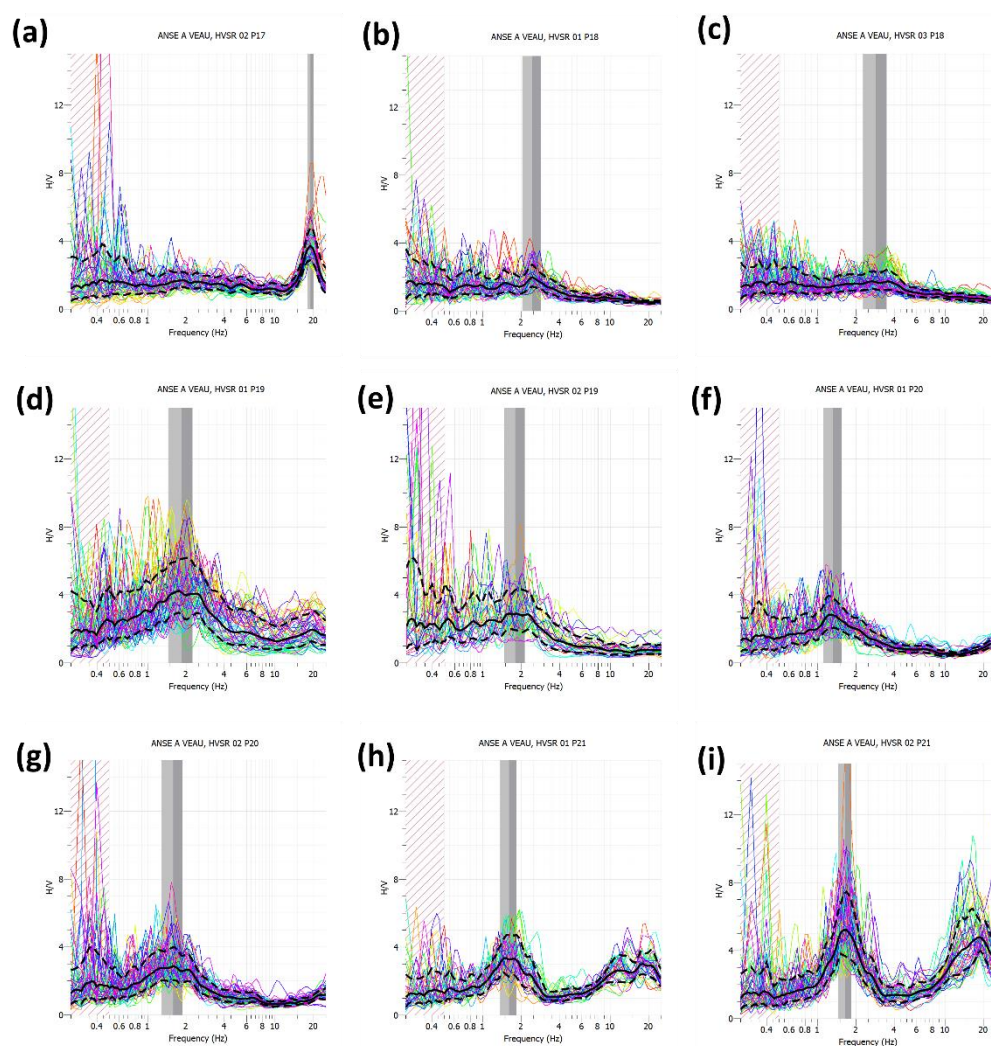 (a)
ANSE A VEAU, HVSR 02 P17
12
8
4
0
H/V
0.4 0.6 0.8 1 2 4 6 8 10 20
Frequency (Hz)
(b)
ANSE A VEAU, HVSR 01 P18
12
8
4
0
H/V
0.4 0.6 0.8 1 2 4 6 8 10 20
Frequency (Hz)
(c)
ANSE A VEAU, HVSR 03 P18
12
8
4
0
H/V
0.4 0.6 0.8 1 2 4 6 8 10 20
Frequency (Hz)
(d)
ANSE A VEAU, HVSR 01 P19
12
8
4
0
H/V
0.4 0.6 0.8 1 2 4 6 8 10 20
Frequency (Hz)
(e)
ANSE A VEAU, HVSR 02 P19
12
8
4
0
H/V
0.4 0.6 0.8 1 2 4 6 8 10 20
Frequency (Hz)
(f)
ANSE A VEAU, HVSR 01 P20
12
8
4
0
H/V
0.4 0.6 0.8 1 2 4 6 8 10 20
Frequency (Hz)
(g)
ANSE A VEAU, HVSR 02 P20
12
8
4
0
H/V
0.4 0.6 0.8 1 2 4 6 8 10 20
Frequency (Hz)
(h)
ANSE A VEAU, HVSR 01 P21
12
8
4
0
H/V
0.4 0.6 0.8 1 2 4 6 8 10 20
Frequency (Hz)
(i)
ANSE A VEAU, HVSR 02 P21
12
8
4
0
H/V
0.4 0.6 0.8 1 2 4 6 8 10 20
Frequency (Hz)